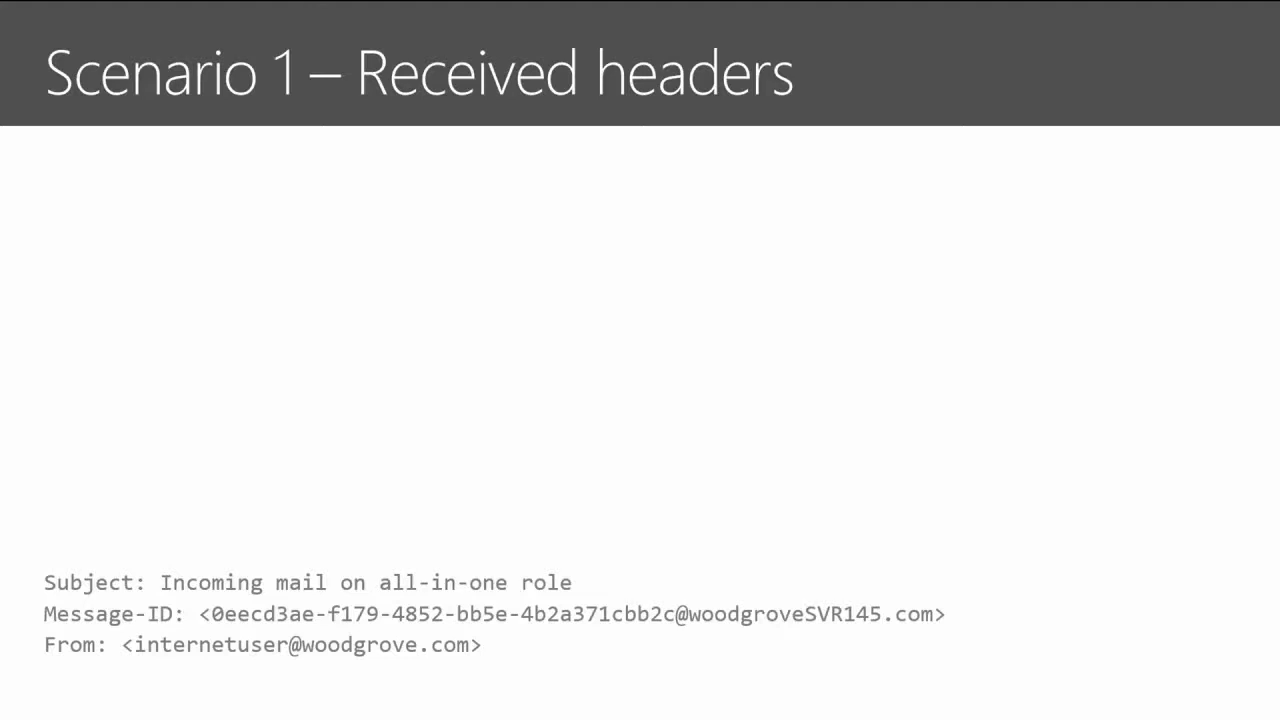 Scenario 1 – Received headers
Subject: Incoming mail on all-in-one role
Message-ID: <0eecd3ae-f179-4852-bb5e-4b2a371cbb2c@woodgroveSVR145.com>
From: <internetuser@woodgrove.com>